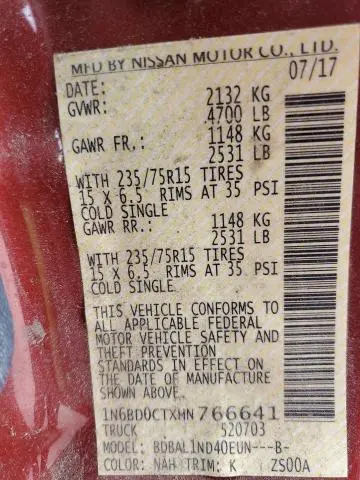 MFD BY NISSAN MOTOR CO., LTD.
DATE: 07/17
GVWR: 2132 KG
4700 LB
GAWR FR.: 1148 KG
2531 LB
WITH 235/75R15 TIRES
15 X 6.5 RIMS AT 35 PSI
COLD SINGLE
GAWR RR.: 1148 KG
2531 LB
WITH 235/75R15 TIRES
15 X 6.5 RIMS AT 35 PSI
COLD SINGLE
THIS VEHICLE CONFORMS TO
ALL APPLICABLE FEDERAL
MOTOR VEHICLE SAFETY AND
THEFT PREVENTION
STANDARDS IN EFFECT ON
THE DATE OF MANUFACTURE
SHOWN ABOVE.
1N6BD0CTXHN766641
TRUCK 520703
MODEL: BDBAL1ND40EUN---B-
COLOR: NAH TRIM: K ZS00A